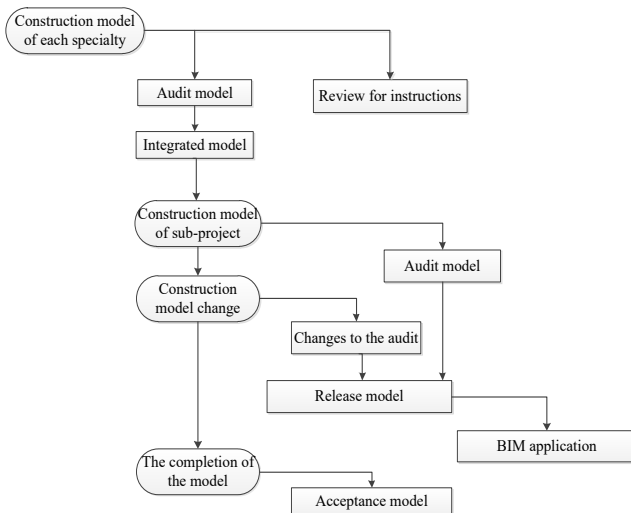 Construction model
of each specialty
Audit model
Review for instructions
Integrated model
Construction model
of sub-project
Audit model
Construction
model change
Changes to the audit
Release model
BIM application
The completion of
the model
Acceptance model